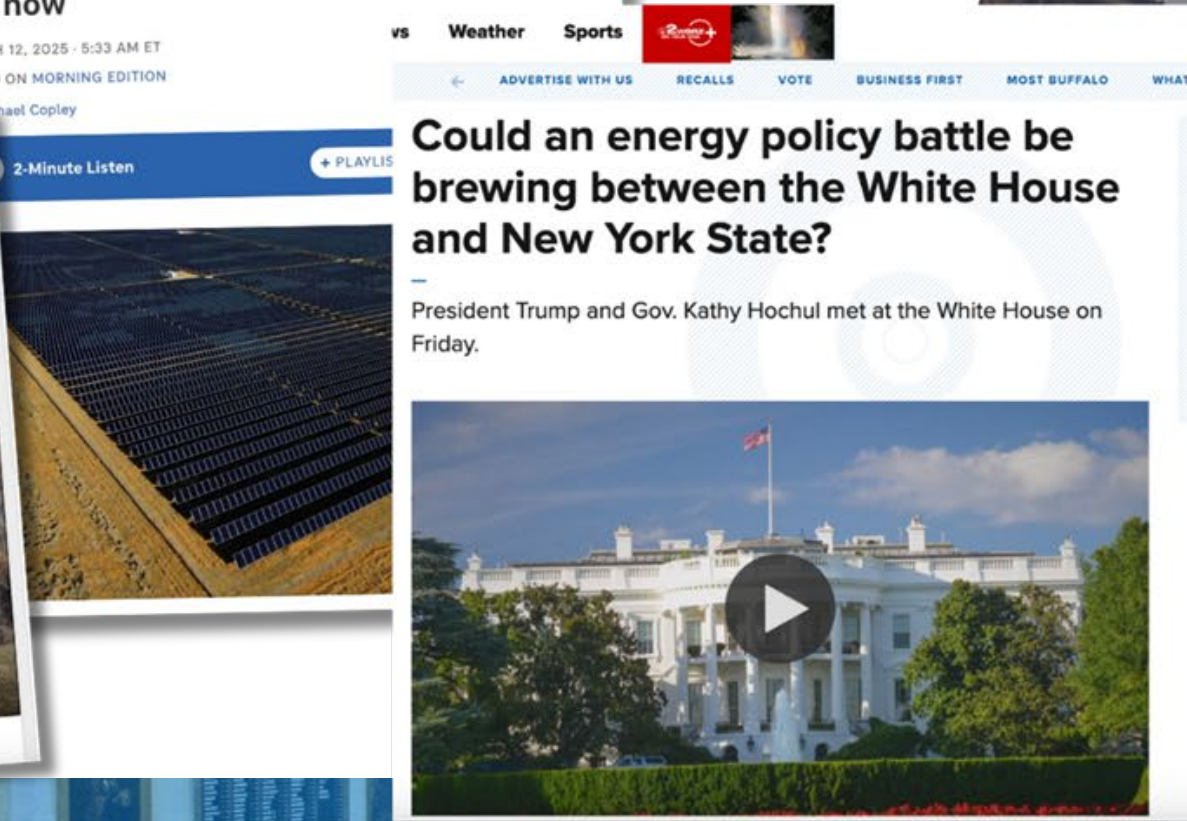 now
12, 2025 · 5:33 AM ET
ON MORNING EDITION
Copley
2-Minute Listen
+ PLAYLIS
Weather Sports
ADVERTISE WITH US RECALLS VOTE BUSINESS FIRST MOST BUFFALO WHAT
Could an energy policy battle be
brewing between the White House
and New York State?
President Trump and Gov. Kathy Hochul met at the White House on
Friday.